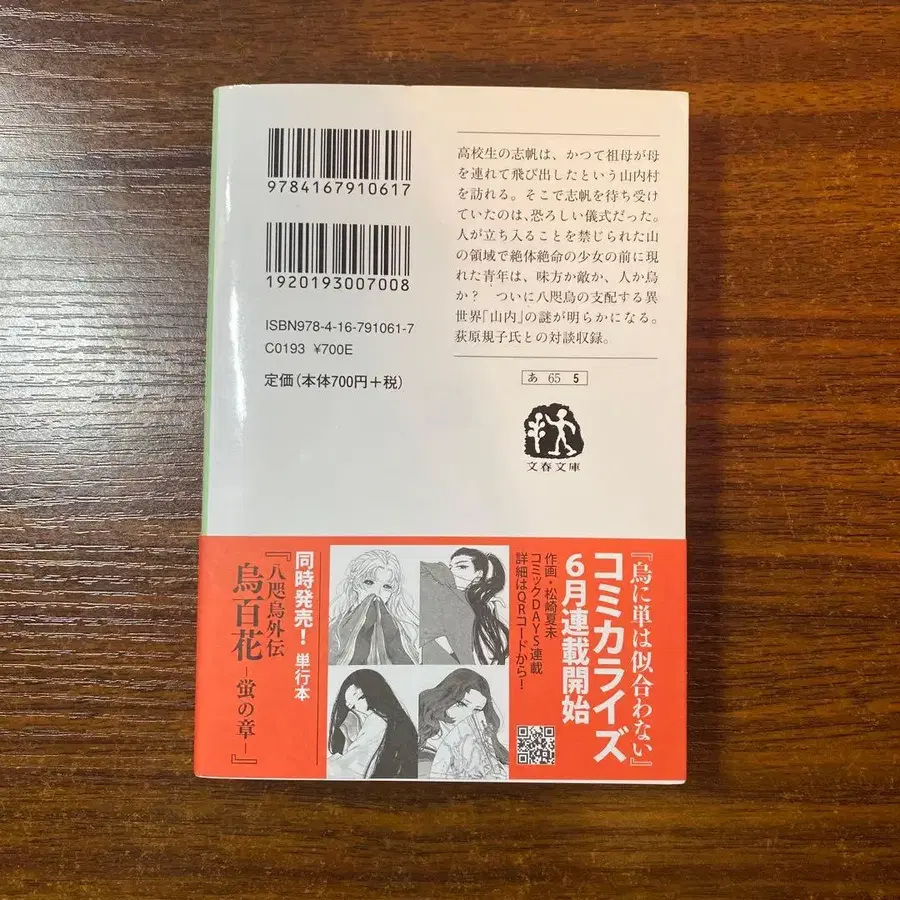 9784167910617
1920193007008
ISBN978-4-16-791061-7
C0193 ¥700E
定価(本体700円+税)
高校生の志帆は、かつて祖母が母
を連れて飛び出したという山内村
を訪れる。そこで志帆を待ち受け
ていたのは、恐ろしい儀式だった。
人が立ち入ることを禁じられた山
の領域で絶体絶命の少女の前に現
れた青年は、味方か敵か、人か烏
か? ついに八咫烏の支配する異
世界「山内」の謎が明らかになる。
荻原規子氏との対談収録。
あ 65 5
文春文庫
『烏に単は似合わない』
コミカライズ
6月連載開始
作画・松崎夏未
コミックDAYS連載
詳細はQRコードから!
同時発売! 単行本
『八咫烏外伝
烏百花
―蛍の章―』